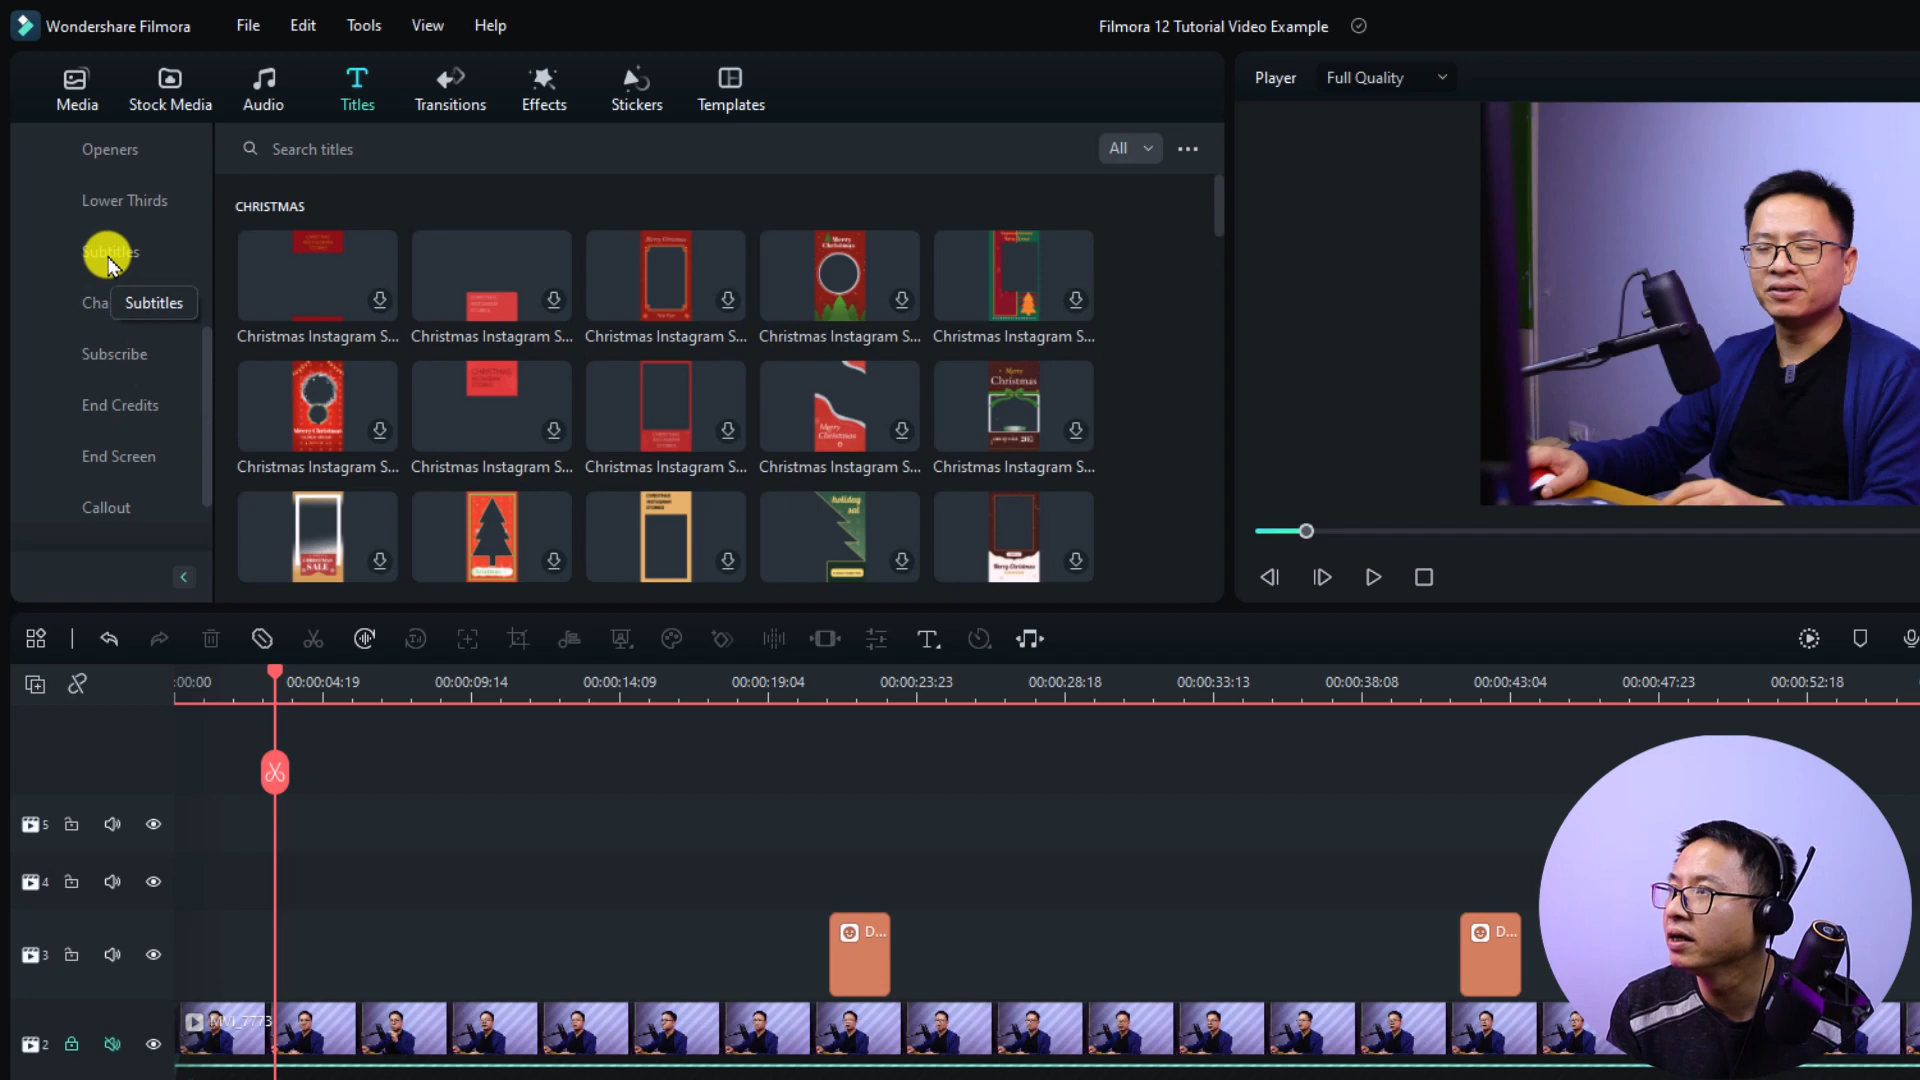 Wondershare Filmora
File
Edit
Tools
View
Help
Filmora 12 Tutorial Video Example
Media
Stock Media
Audio
Titles
Transitions
Effects
Stickers
Templates
Player
Full Quality
Openers
Lower Thirds
Subtitles
Cha
Subtitles
Subscribe
End Credits
End Screen
Callout
Search titles
All
CHRISTMAS
Christmas Instagram S...
Christmas Instagram S...
Christmas Instagram S...
Christmas Instagram S...
Christmas Instagram S...
Christmas Instagram S...
Christmas Instagram S...
Christmas Instagram S...
Christmas Instagram S...
Christmas Instagram S...
:00:00
00:00:04:19
00:00:09:14
00:00:14:09
00:00:19:04
00:00:23:23
00:00:28:18
00:00:33:13
00:00:38:08
00:00:43:04
00:00:47:23
00:00:52:18
5
4
3
D...
D...
2
MVI_7773